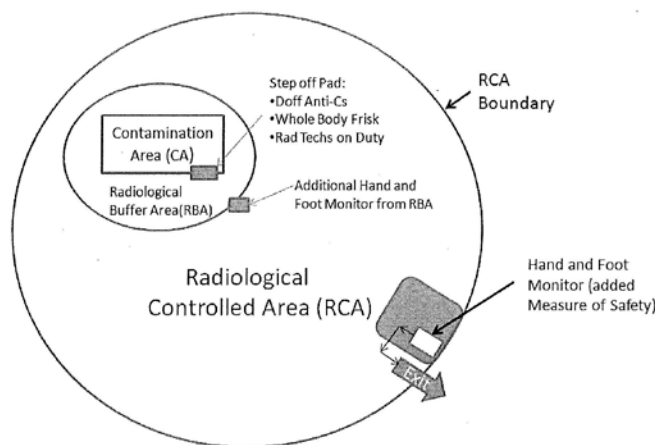 Step off Pad:
•Doff Anti-Cs
•Whole Body Frisk
•Rad Techs on Duty
RCA
Boundary
Contamination
Area (CA)
Radiological
Buffer Area(RBA)
Additional Hand and
Foot Monitor from RBA
Radiological
Controlled Area (RCA)
Hand and Foot
Monitor (added
Measure of Safety)
Exit